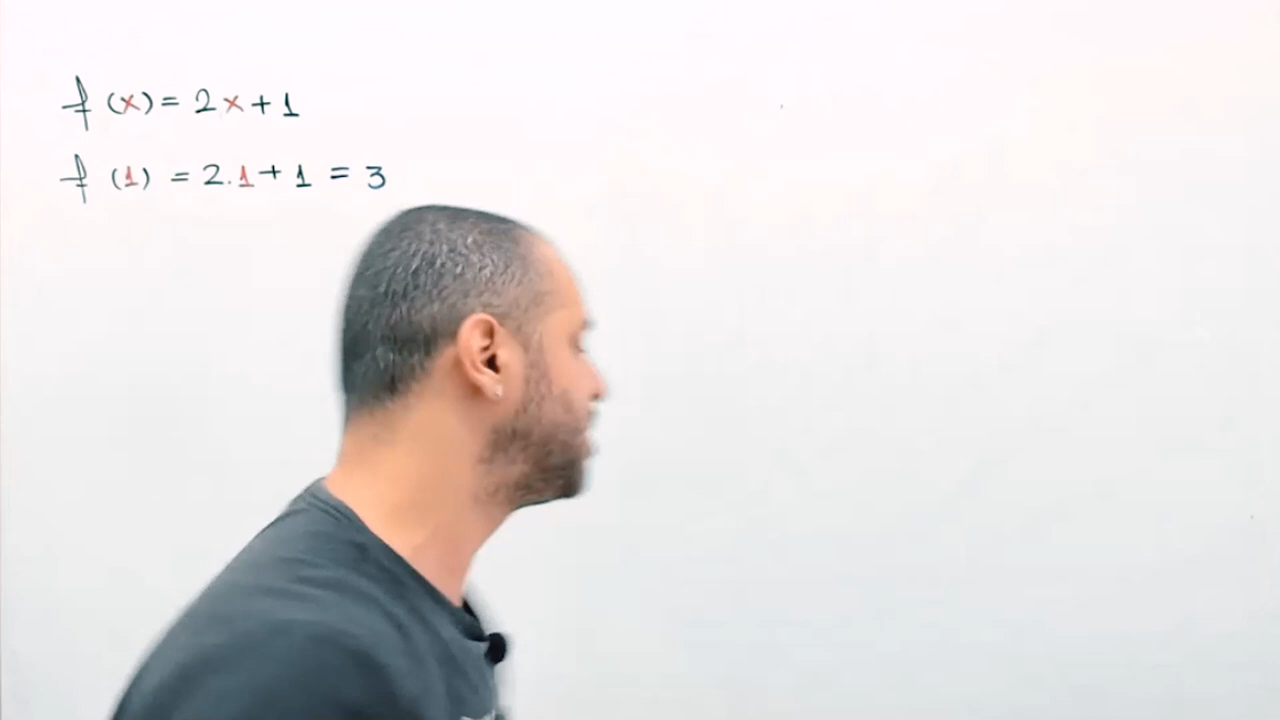 f(x) = 2x + 1
f(1) = 2.1 + 1 = 3